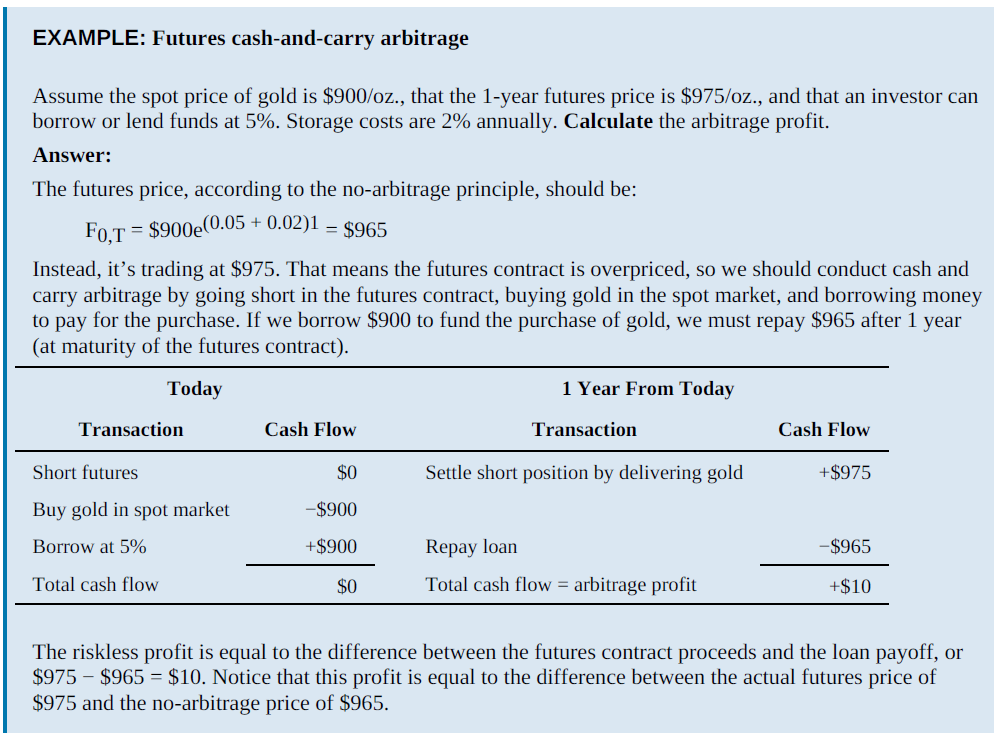 EXAMPLE: Futures cash-and-carry arbitrage
Assume the spot price of gold is $900/oz., that the 1-year futures price is $975/oz., and that an investor can
borrow or lend funds at 5%. Storage costs are 2% annually. Calculate the arbitrage profit.
Answer:
The futures price, according to the no-arbitrage principle, should be:
F0,T = $900e(0.05 + 0.02)1 = $965
Instead, it’s trading at $975. That means the futures contract is overpriced, so we should conduct cash and
carry arbitrage by going short in the futures contract, buying gold in the spot market, and borrowing money
to pay for the purchase. If we borrow $900 to fund the purchase of gold, we must repay $965 after 1 year
(at maturity of the futures contract).
Today 1 Year From Today
Transaction Cash Flow Transaction Cash Flow
Short futures $0 Settle short position by delivering gold +$975
Buy gold in spot market −$900
Borrow at 5% +$900 Repay loan −$965
Total cash flow $0 Total cash flow = arbitrage profit +$10
The riskless profit is equal to the difference between the futures contract proceeds and the loan payoff, or
$975 − $965 = $10. Notice that this profit is equal to the difference between the actual futures price of
$975 and the no-arbitrage price of $965.